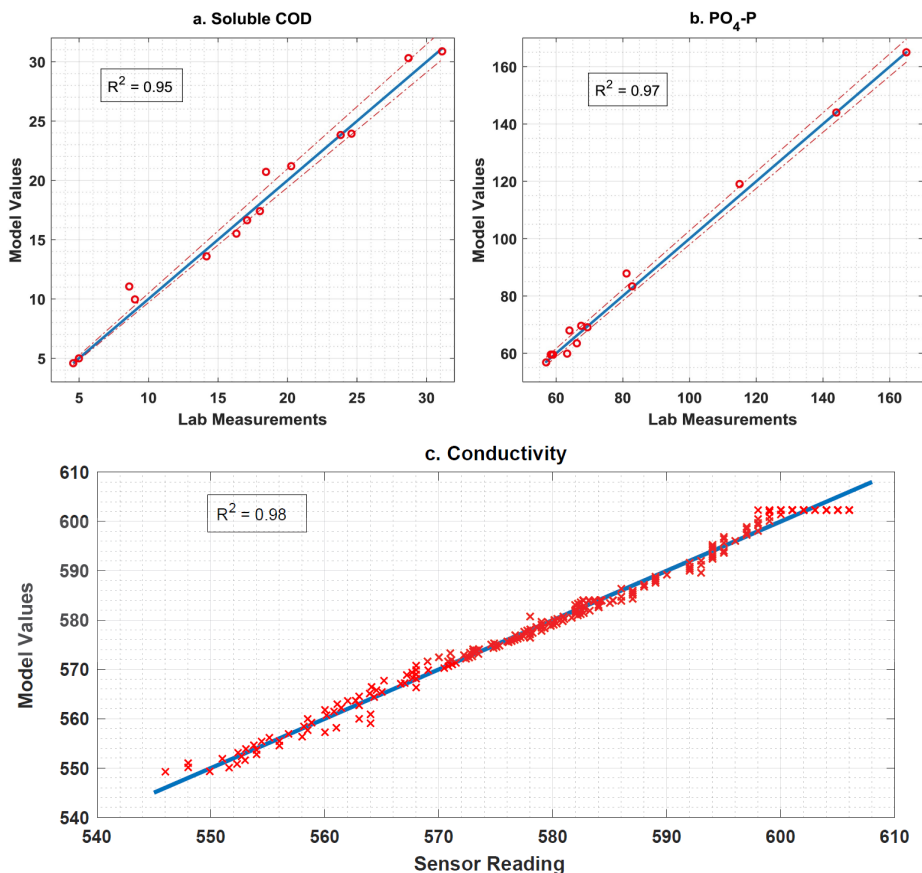 a. Soluble COD
R² = 0.95
30
25
20
15
10
5
Model Values
5 10 15 20 25 30
Lab Measurements
b. PO₄-P
R² = 0.97
160
140
120
100
80
60
Model Values
60 80 100 120 140 160
Lab Measurements
c. Conductivity
R² = 0.98
610
600
590
580
570
560
550
540
Model Values
540 550 560 570 580 590 600 610
Sensor Reading